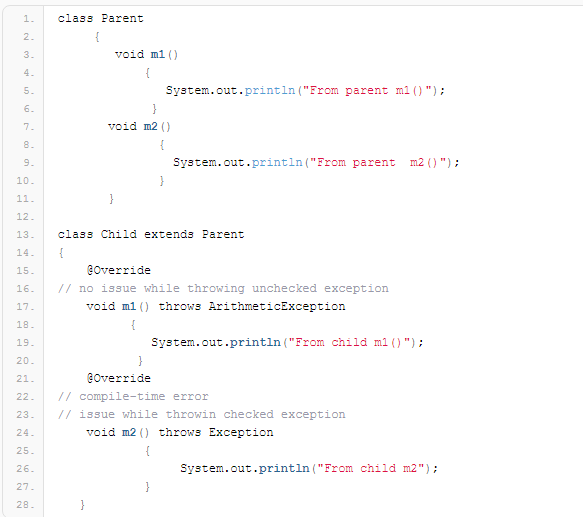 1. class Parent
2. {
3. void m1()
4. {
5. System.out.println("From parent m1()");
6. }
7. void m2()
8. {
9. System.out.println("From parent  m2()");
10. }
11. }
12.
13. class Child extends Parent
14. {
15. @Override
16. // no issue while throwing unchecked exception
17. void m1() throws ArithmeticException
18. {
19. System.out.println("From child m1()");
20. }
21. @Override
22. // compile-time error
23. // issue while throwin checked exception
24. void m2() throws Exception
25. {
26. System.out.println("From child m2");
27. }
28. }